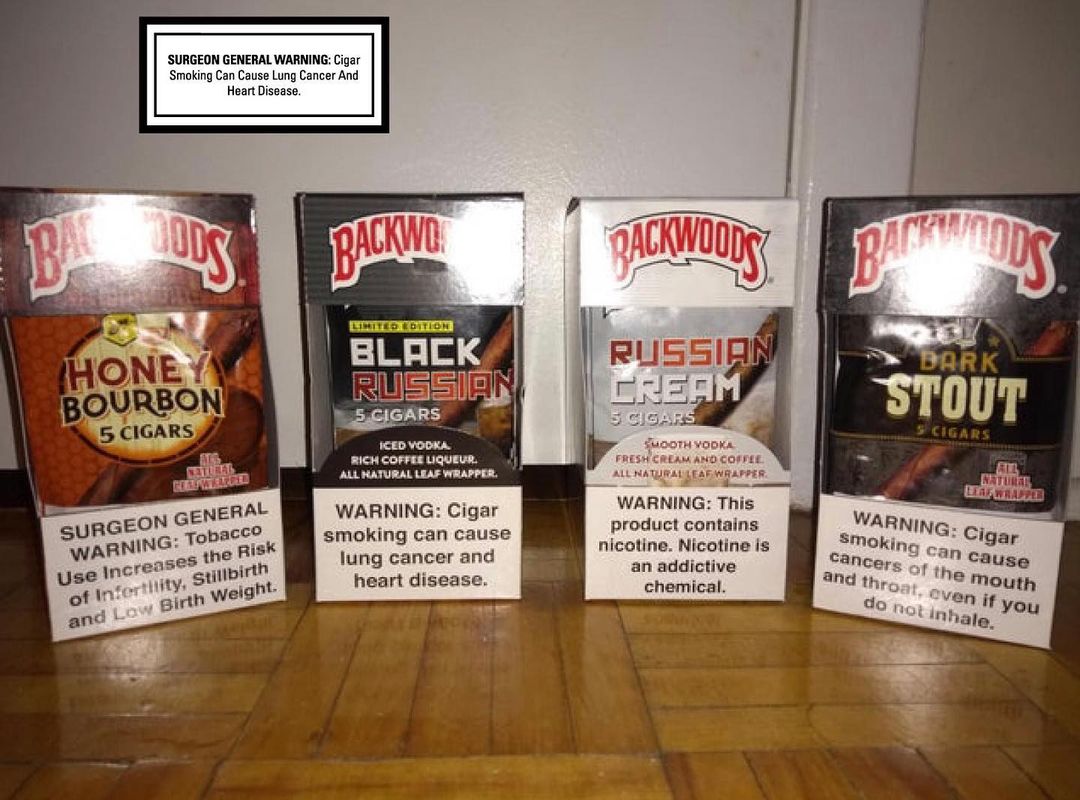 SURGEON GENERAL WARNING: Cigar
Smoking Can Cause Lung Cancer And
Heart Disease.
BACKWOODS
HONEY
BOURBON
5 CIGARS
ALL
NATURAL
LEAF WRAPPER
SURGEON GENERAL
WARNING: Tobacco
Use Increases the Risk
of Infertility, Stillbirth
and Low Birth Weight.
BACKWOODS
LIMITED EDITION
BLACK
RUSSIAN
5 CIGARS
ICED VODKA.
RICH COFFEE LIQUEUR.
ALL NATURAL LEAF WRAPPER.
WARNING: Cigar
smoking can cause
lung cancer and
heart disease.
BACKWOODS
RUSSIAN
CREAM
5 CIGARS
SMOOTH VODKA.
FRESH CREAM AND COFFEE.
ALL NATURAL LEAF WRAPPER.
WARNING: This
product contains
nicotine. Nicotine is
an addictive
chemical.
BACKWOODS
DARK
STOUT
5 CIGARS
ALL
NATURAL
LEAF WRAPPER
WARNING: Cigar
smoking can cause
cancers of the mouth
and throat, even if you
do not inhale.